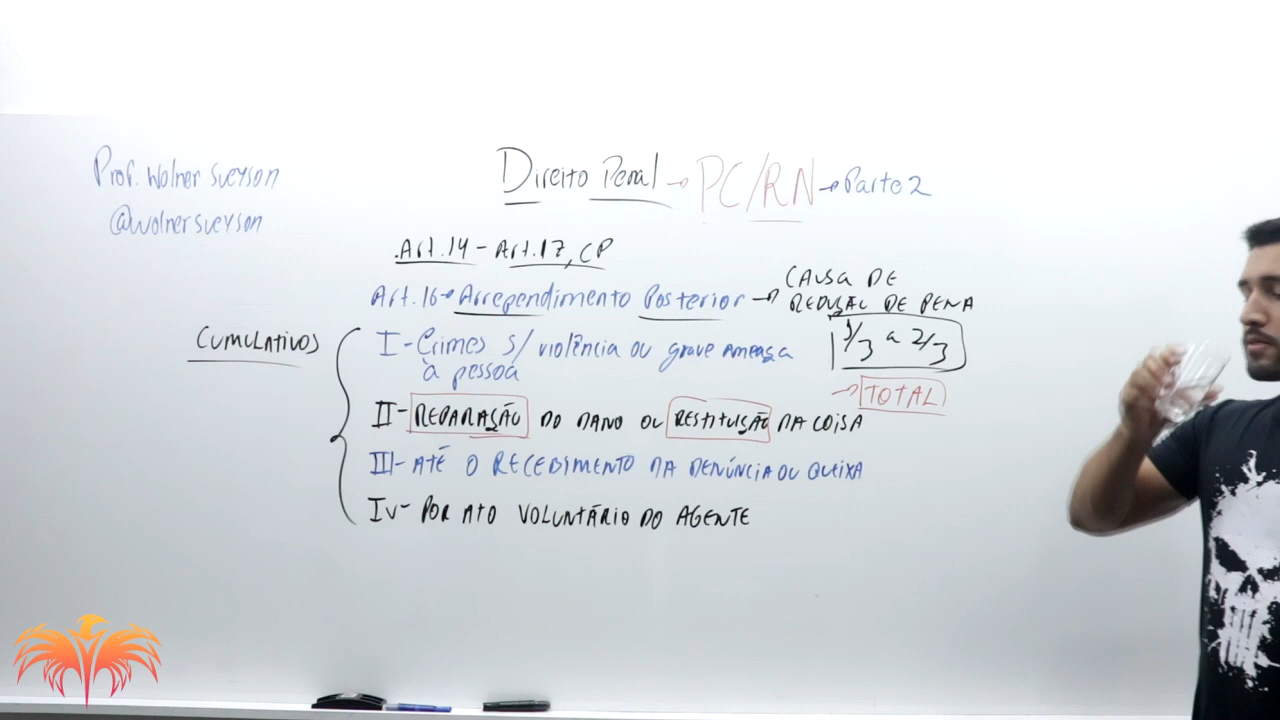 Prof. Wolner Sueyson
@wolnersueyson
Direito Penal → PC/RN → Parte 2
Art. 14 - Art. 17, CP
Art. 16 → Arrependimento Posterior → CAUSA DE
REDUÇÃO DE PENA
1/3 a 2/3
→ TOTAL
Cumulativos
I - Crimes s/ violência ou grave ameaça
à pessoa
II - REPARAÇÃO DO DANO OU RESTITUIÇÃO DA COISA
III - ATÉ O RECEBIMENTO DA DENÚNCIA OU QUEIXA
IV - POR ATO VOLUNTÁRIO DO AGENTE